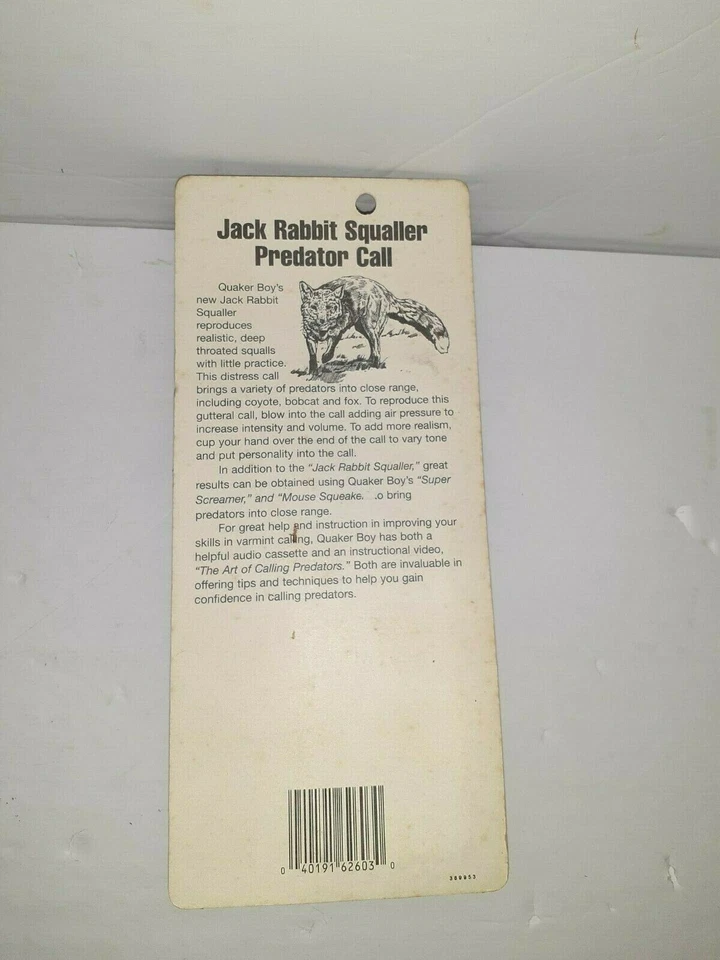 Jack Rabbit Squaller
Predator Call
Quaker Boy's
new Jack Rabbit
Squaller
reproduces
realistic, deep
throated squalls
with little practice.
This distress call
brings a variety of predators into close range,
including coyote, bobcat and fox. To reproduce this
gutteral call, blow into the call adding air pressure to
increase intensity and volume. To add more realism,
cup your hand over the end of the call to vary tone
and put personality into the call.
In addition to the "Jack Rabbit Squaller," great
results can be obtained using Quaker Boy's "Super
Screamer," and "Mouse Squeake bring
predators into close range.
For great help and instruction in improving your
skills in varmint calling, Quaker Boy has both a
helpful audio cassette and an instructional video,
"The Art of Calling Predators." Both are invaluable in
offering tips and techniques to help you gain
confidence in calling predators.
0 40191 62603 0